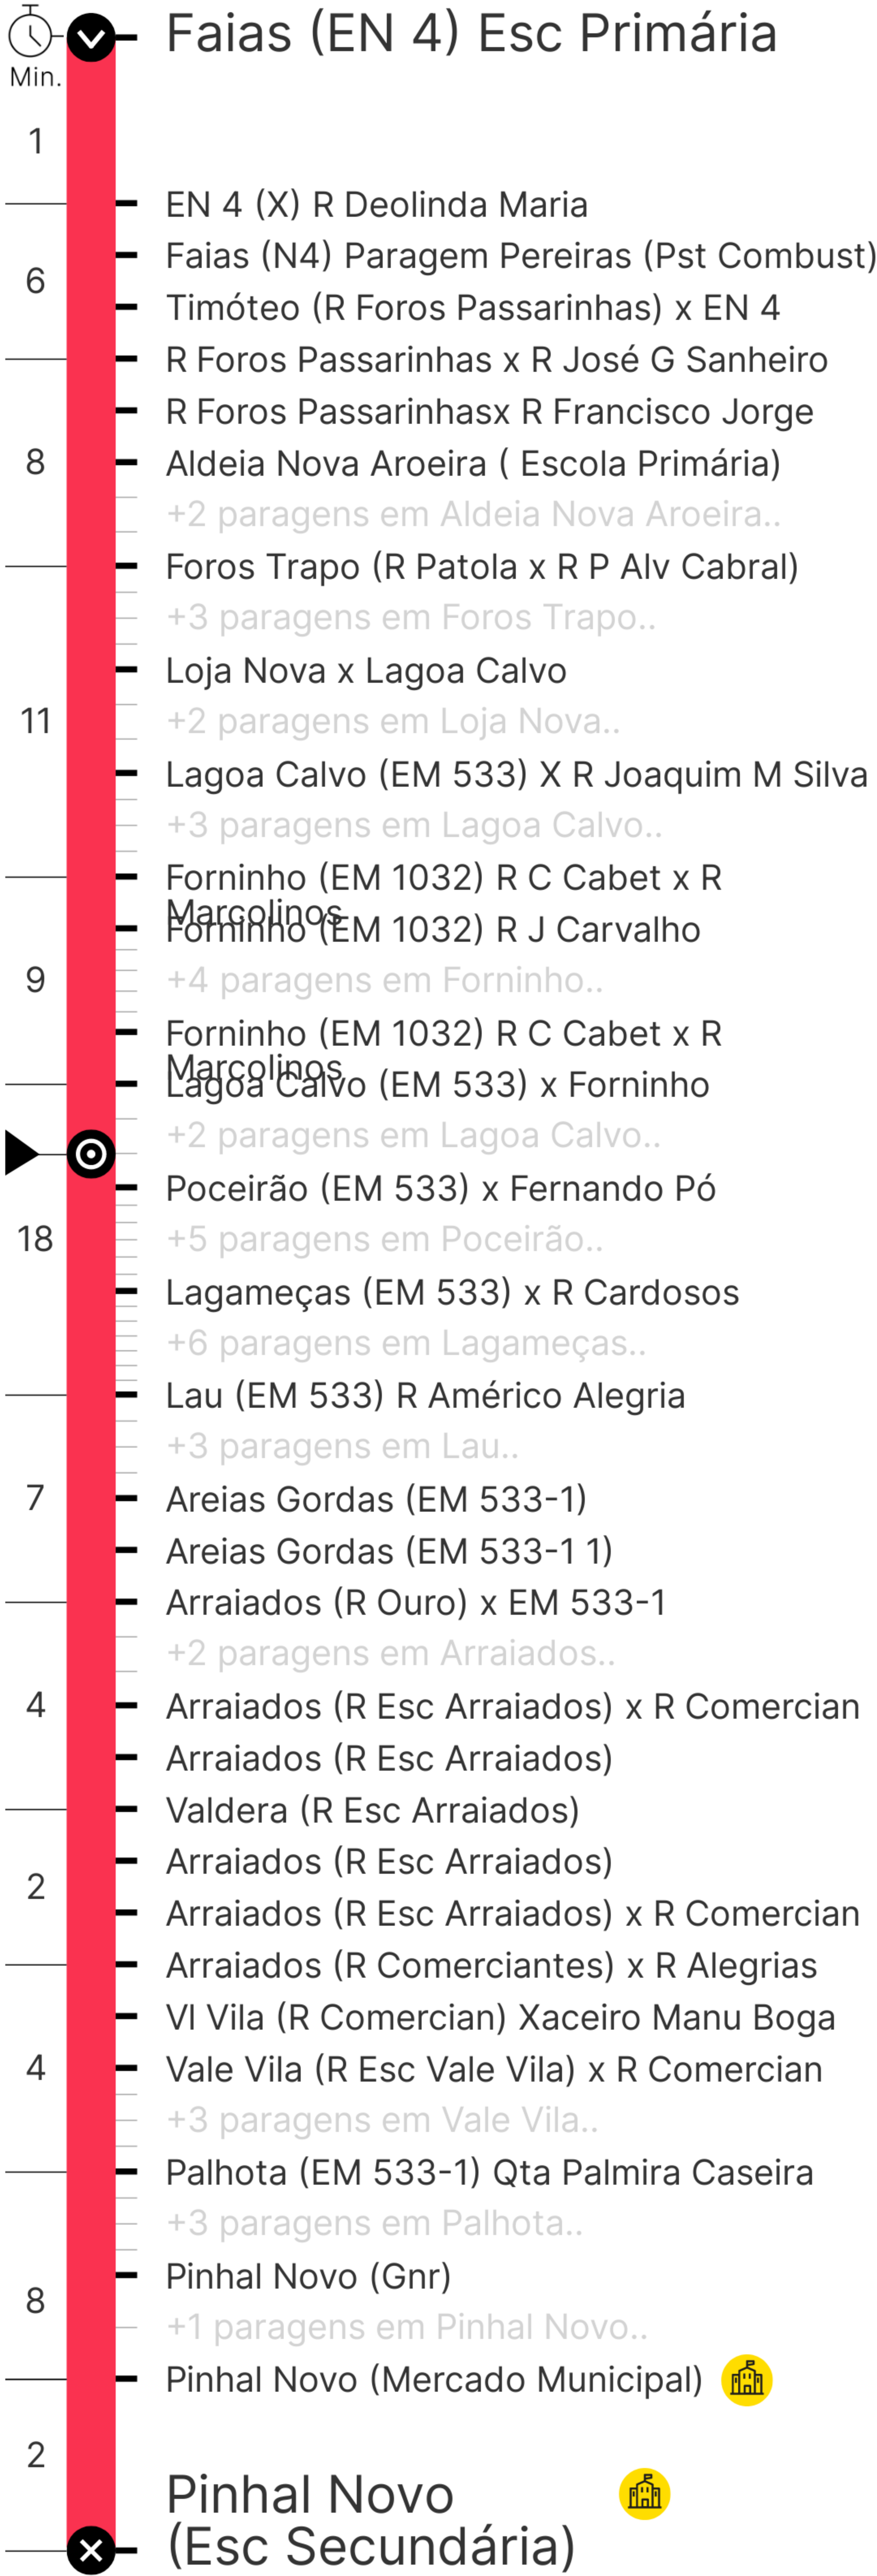 Faias (EN 4) Esc Primária
Min.
1
EN 4 (X) R Deolinda Maria
Faias (N4) Paragem Pereiras (Pst Combust)
6
Timóteo (R Foros Passarinhas) x EN 4
R Foros Passarinhas x R José G Sanheiro
R Foros Passarinhasx R Francisco Jorge
8
Aldeia Nova Aroeira ( Escola Primária)
+2 paragens em Aldeia Nova Aroeira..
Foros Trapo (R Patola x R P Alv Cabral)
+3 paragens em Foros Trapo..
Loja Nova x Lagoa Calvo
11
+2 paragens em Loja Nova..
Lagoa Calvo (EM 533) X R Joaquim M Silva
+3 paragens em Lagoa Calvo..
Forninho (EM 1032) R C Cabet x R
Marcolinos
Forninho (EM 1032) R J Carvalho
9
+4 paragens em Forninho..
Forninho (EM 1032) R C Cabet x R
Marcolinos
Lagoa Calvo (EM 533) x Forninho
+2 paragens em Lagoa Calvo..
Poceirão (EM 533) x Fernando Pó
18
+5 paragens em Poceirão..
Lagameças (EM 533) x R Cardosos
+6 paragens em Lagameças..
Lau (EM 533) R Américo Alegria
+3 paragens em Lau..
7
Areias Gordas (EM 533-1)
Areias Gordas (EM 533-1 1)
Arraiados (R Ouro) x EM 533-1
+2 paragens em Arraiados..
4
Arraiados (R Esc Arraiados) x R Comercian
Arraiados (R Esc Arraiados)
Valdera (R Esc Arraiados)
Arraiados (R Esc Arraiados)
2
Arraiados (R Esc Arraiados) x R Comercian
Arraiados (R Comerciantes) x R Alegrias
Vl Vila (R Comercian) Xaceiro Manu Boga
4
Vale Vila (R Esc Vale Vila) x R Comercian
+3 paragens em Vale Vila..
Palhota (EM 533-1) Qta Palmira Caseira
+3 paragens em Palhota..
Pinhal Novo (Gnr)
8
+1 paragens em Pinhal Novo..
Pinhal Novo (Mercado Municipal)
2
Pinhal Novo
(Esc Secundária)